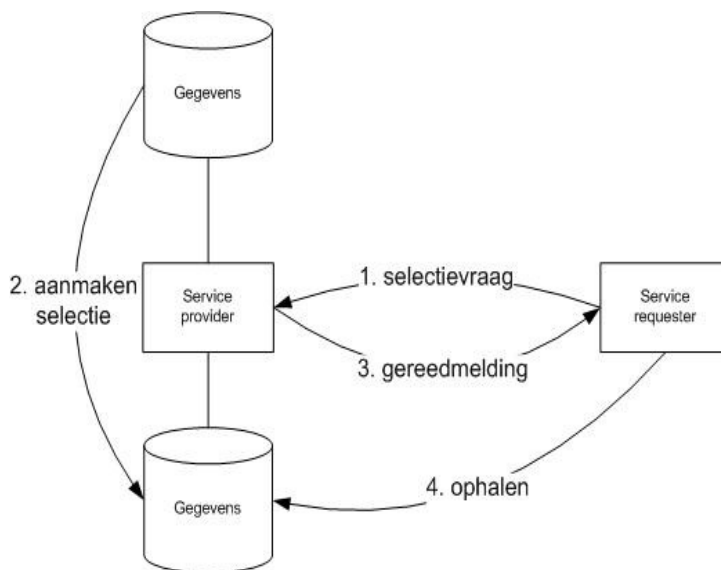 Gegevens
2. aanmaken
selectie
Service
provider
1. selectievraag
3. gereedmelding
Service
requester
4. ophalen
Gegevens